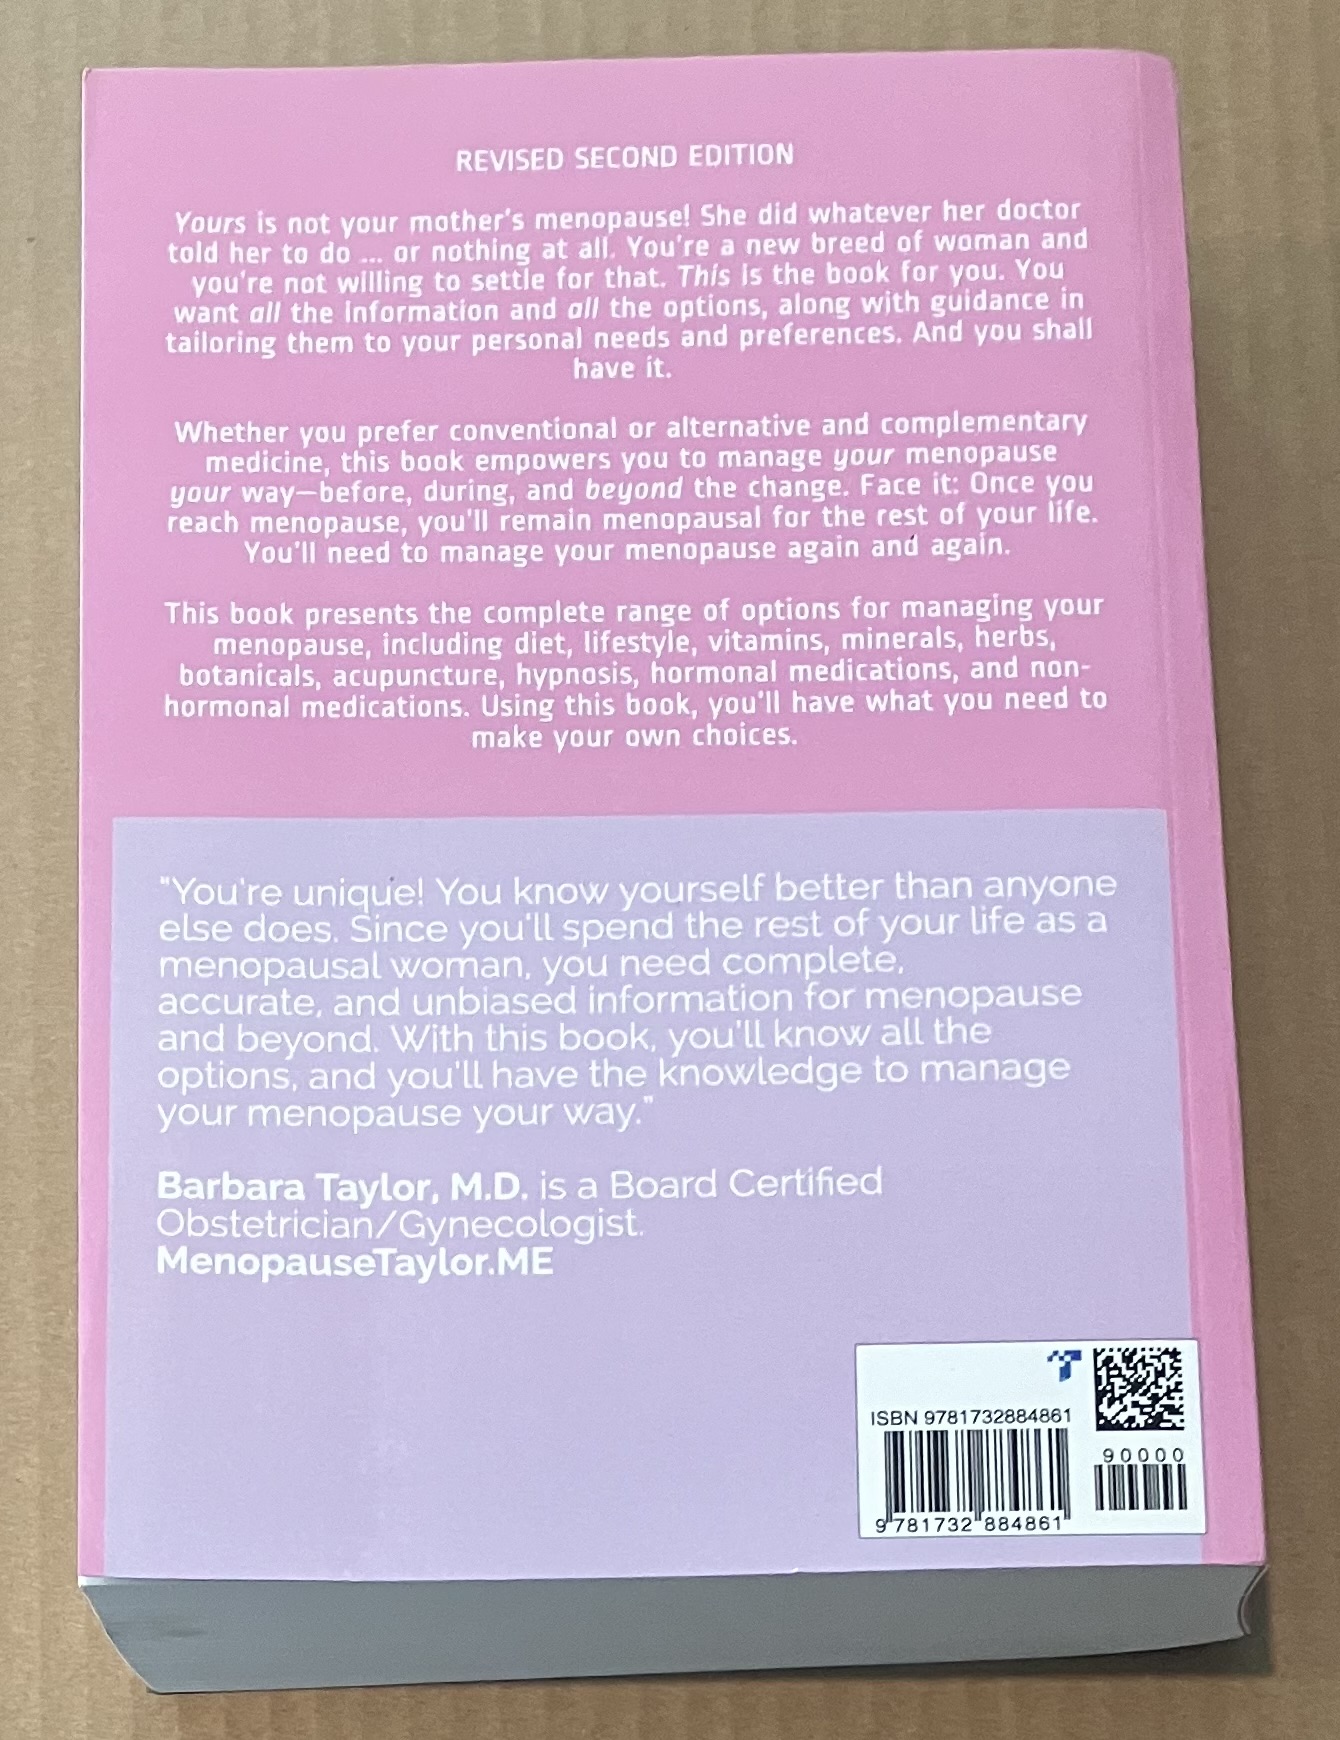 REVISED SECOND EDITION
Yours is not your mother's menopause! She did whatever her doctor
told her to do ... or nothing at all. You're a new breed of woman and
you're not willing to settle for that. This is the book for you. You
want all the information and all the options, along with guidance in
tailoring them to your personal needs and preferences. And you shall
have it.
Whether you prefer conventional or alternative and complementary
medicine, this book empowers you to manage your menopause
your way—before, during, and beyond the change. Face it: Once you
reach menopause, you'll remain menopausal for the rest of your life.
You'll need to manage your menopause again and again.
This book presents the complete range of options for managing your
menopause, including diet, lifestyle, vitamins, minerals, herbs,
botanicals, acupuncture, hypnosis, hormonal medications, and non-
hormonal medications. Using this book, you'll have what you need to
make your own choices.
"You're unique! You know yourself better than anyone
else does. Since you'll spend the rest of your life as a
menopausal woman, you need complete,
accurate, and unbiased information for menopause
and beyond. With this book, you'll know all the
options, and you'll have the knowledge to manage
your menopause your way."
Barbara Taylor, M.D. is a Board Certified
Obstetrician/Gynecologist.
MenopauseTaylor.ME
ISBN 9781732884861
90000
9 781732 884861